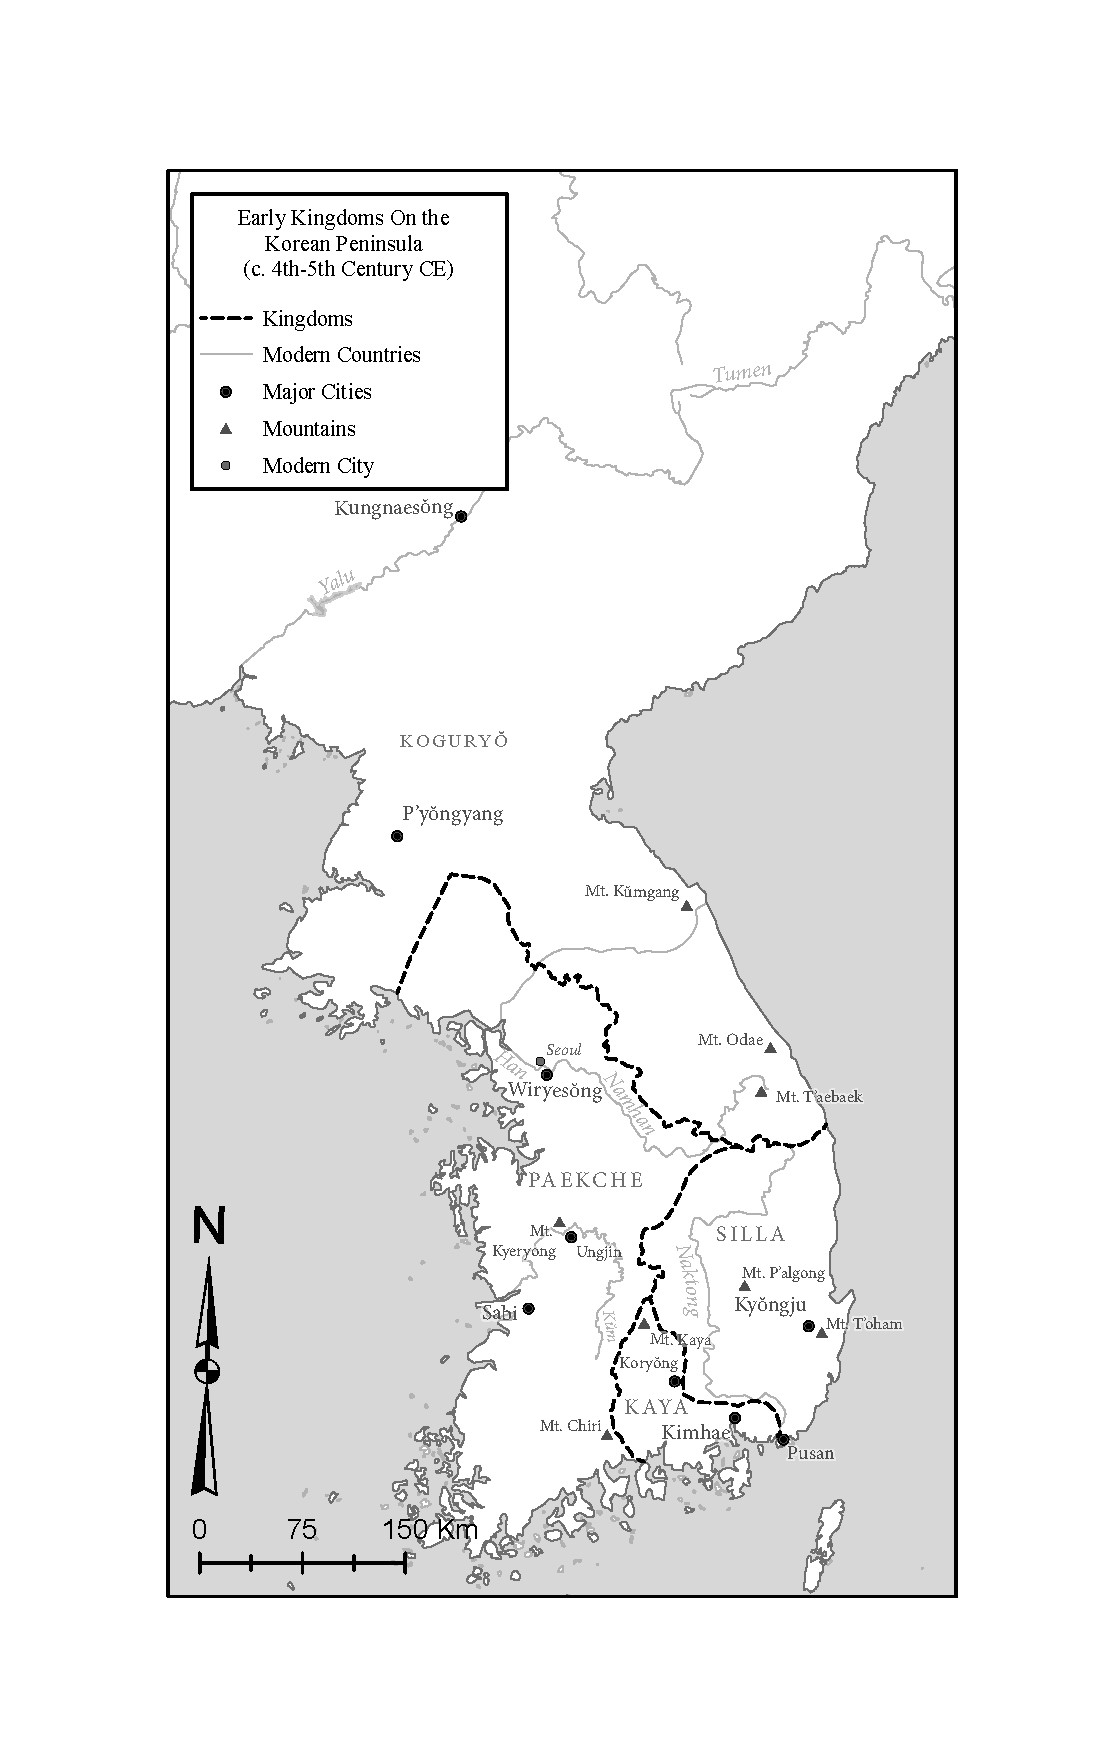 Early Kingdoms On the
Korean Peninsula
(c. 4th-5th Century CE)
Kingdoms
Modern Countries
Major Cities
Mountains
Modern City
Tumen
Kungnaesŏng
Yalu
KOGURYŎ
P'yŏngyang
Mt. Kŭmgang
Mt. Odae
Seoul
Han
Wiryesŏng
Namhan
Mt. T'aebaek
PAEKCHE
N
Mt.
Kyeryong
Ungjin
SILLA
Naktong
Mt. P'algong
Kyŏngju
Sabi
Kŭm
Mt. T'oham
Mt. Kaya
Koryŏng
KAYA
Mt. Chiri
Kimhae
Pusan
0 75 150 Km